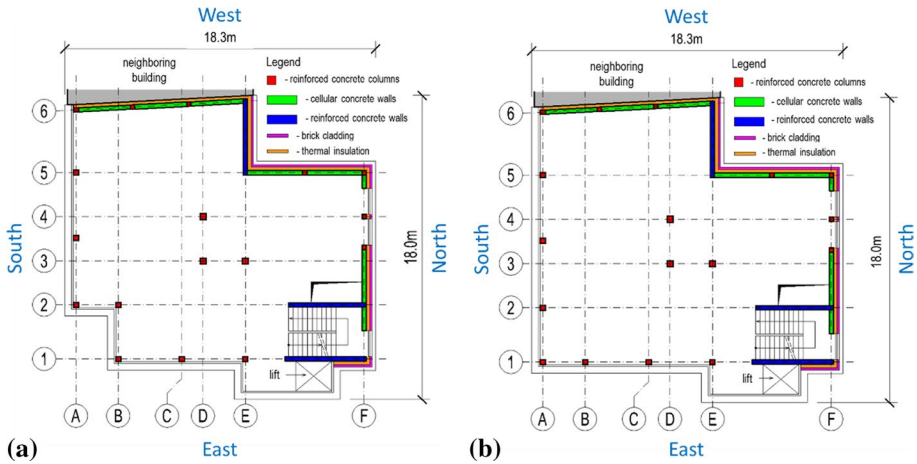 West
18.3m
neighboring
building
Legend
- reinforced concrete columns
- cellular concrete walls
- reinforced concrete walls
- brick cladding
- thermal insulation
6
5
4
3
2
1
South
North
18.0m
lift
A
B
C
D
E
F
(a)
East
West
18.3m
neighboring
building
Legend
- reinforced concrete columns
- cellular concrete walls
- reinforced concrete walls
- brick cladding
- thermal insulation
6
5
4
3
2
1
South
North
18.0m
lift
A
B
C
D
E
F
(b)
East